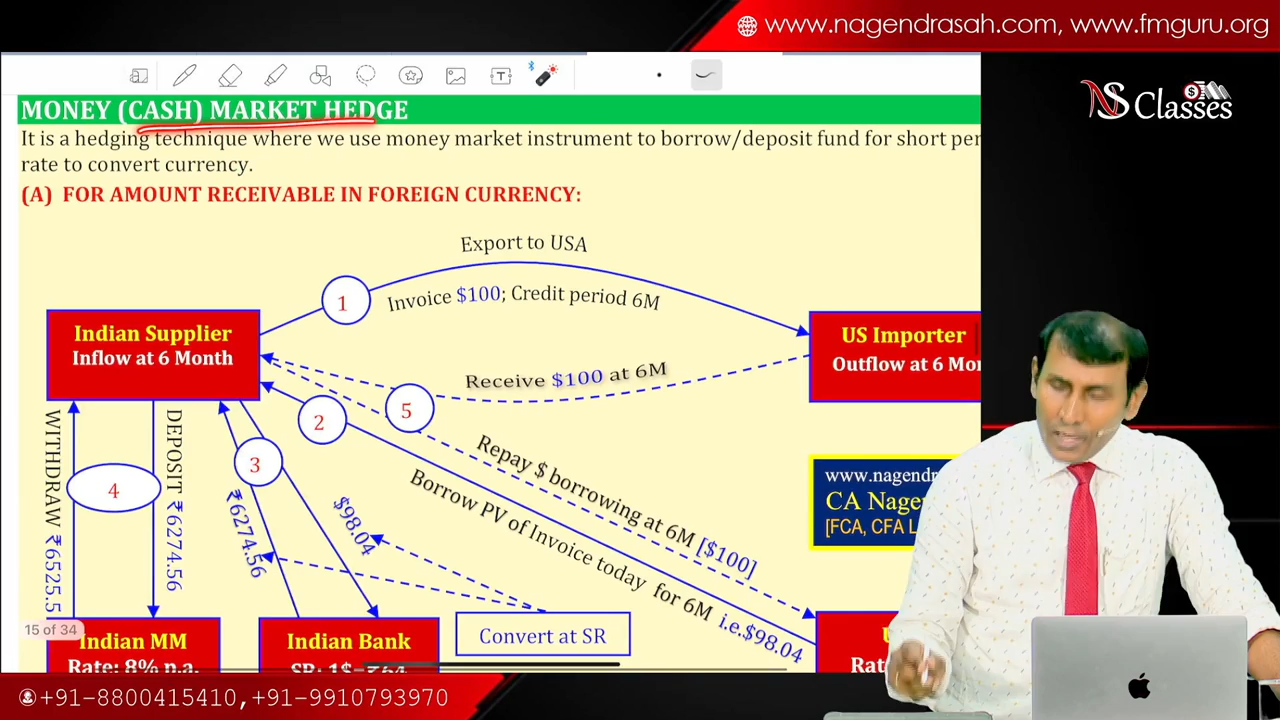 www.nagendrasah.com, www.fmguru.org
NS Classes
MONEY (CASH) MARKET HEDGE
It is a hedging technique where we use money market instrument to borrow/deposit fund for short
rate to convert currency.
(A) FOR AMOUNT RECEIVABLE IN FOREIGN CURRENCY:
Export to USA
1
Invoice $100; Credit period 6M
Indian Supplier
Inflow at 6 Month
US Importer
Outflow at 6
Receive $100 at 6M
5
2
3
4
Repay $ borrowing at 6M [$100]
Borrow PV of Invoice today for 6M i.e.$98.04
WITHDRAW ₹6525.5
DEPOSIT ₹6274.56
₹6274.56
$98.04
www.nagend
CA Nage
[FCA, CFA L
Convert at SR
15 of 34
Indian MM
Rate: 8% p.a.
Indian Bank
SR: 1$=₹64
+91-8800415410,+91-9910793970